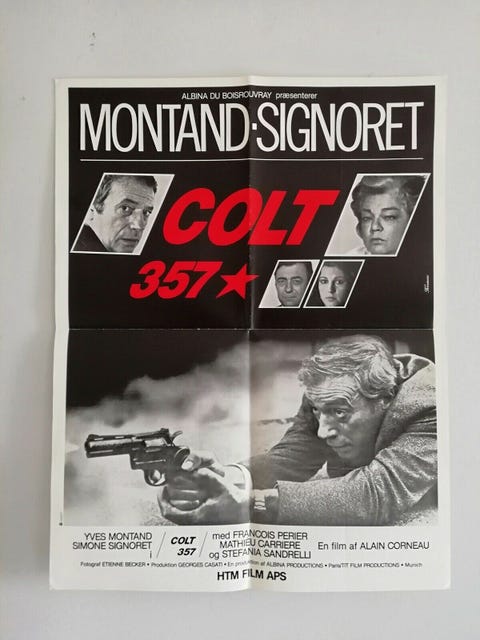 ALBINA DU BOISROUVRAY præsenterer
MONTAND·SIGNORET
COLT
357★
YVES MONTAND
SIMONE SIGNORET i
COLT
357
med FRANCOIS PERIER
MATHIEU CARRIERE
og STEFANIA SANDRELLI
En film af ALAIN CORNEAU
Fotograf ETIENNE BECKER • Produktion GEORGES CASATI • En produktion af ALBINA PRODUCTIONS • Paris/TIT FILM PRODUCTIONS • Munich
HTM FILM APS